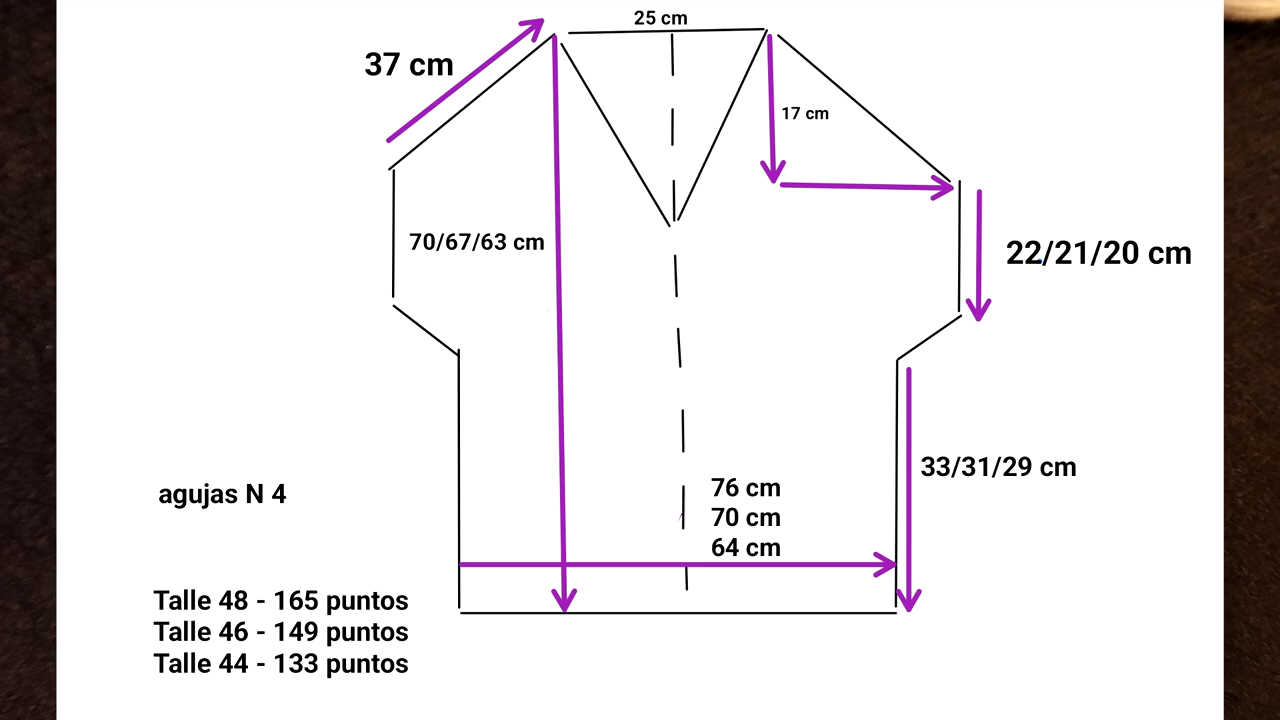 25 cm
37 cm
17 cm
70/67/63 cm
22/21/20 cm
33/31/29 cm
76 cm
70 cm
64 cm
agujas N 4
Talle 48 - 165 puntos
Talle 46 - 149 puntos
Talle 44 - 133 puntos